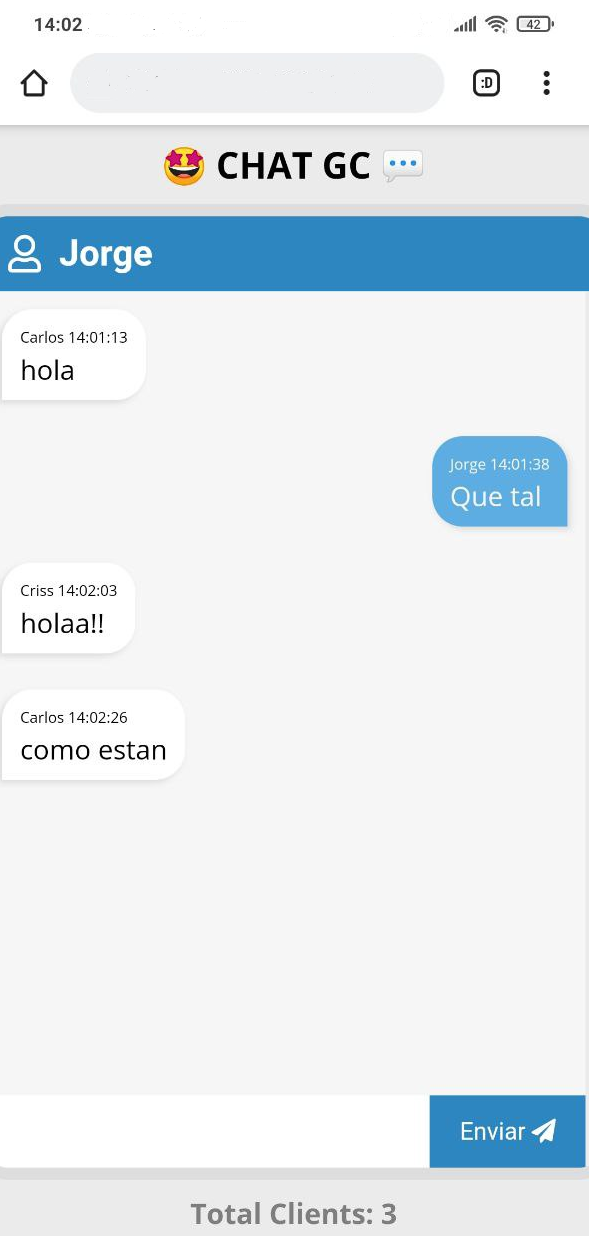 14:02
42
:D
🤩 CHAT GC 💬
Jorge
Carlos 14:01:13
hola
Jorge 14:01:38
Que tal
Criss 14:02:03
holaa!!
Carlos 14:02:26
como estan
Enviar
Total Clients: 3